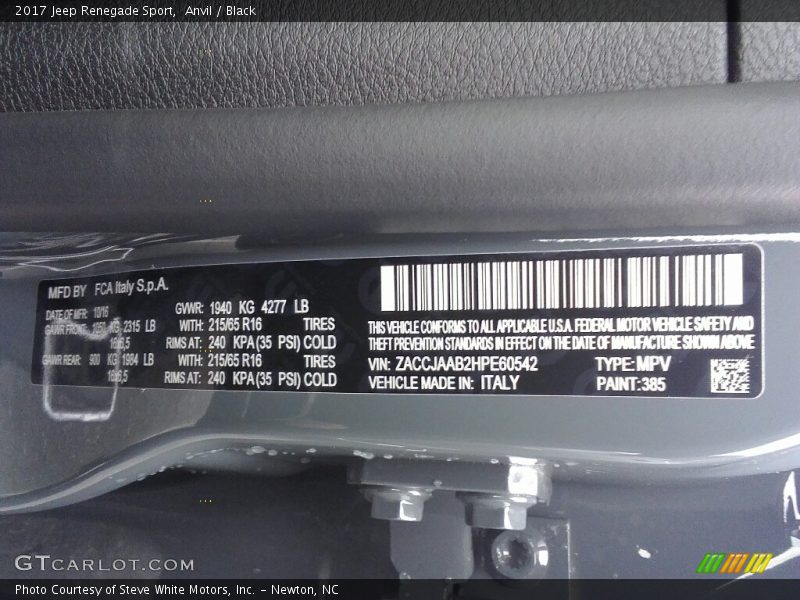 2017 Jeep Renegade Sport,  Anvil / Black
MFD BY FCA Italy S.p.A.
DATE OF MFR: 10/16
GAWR FRONT: 1050 KG 2315 LB
16x6,5
GAWR REAR: 900 KG 1984 LB
16x6,5
GVWR: 1940 KG 4277 LB
WITH: 215/65 R16 TIRES
RIMS AT: 240 KPA(35 PSI) COLD
WITH: 215/65 R16 TIRES
RIMS AT: 240 KPA(35 PSI) COLD
THIS VEHICLE CONFORMS TO ALL APPLICABLE U.S.A. FEDERAL MOTOR VEHICLE SAFETY AND
THEFT PREVENTION STANDARDS IN EFFECT ON THE DATE OF MANUFACTURE SHOWN ABOVE
VIN: ZACCJAAB2HPE60542 TYPE: MPV
VEHICLE MADE IN: ITALY PAINT: 385
GTCARLOT.COM
Photo Courtesy of Steve White Motors, Inc. – Newton, NC